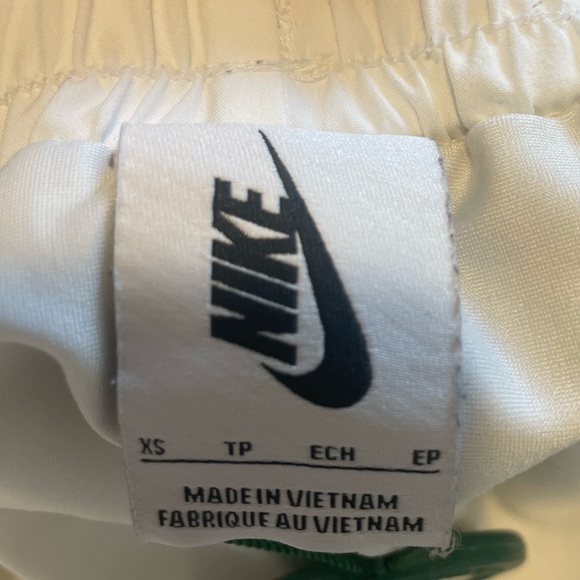 NIKE
XS TP ECH EP
MADE IN VIETNAM
FABRIQUE AU VIETNAM